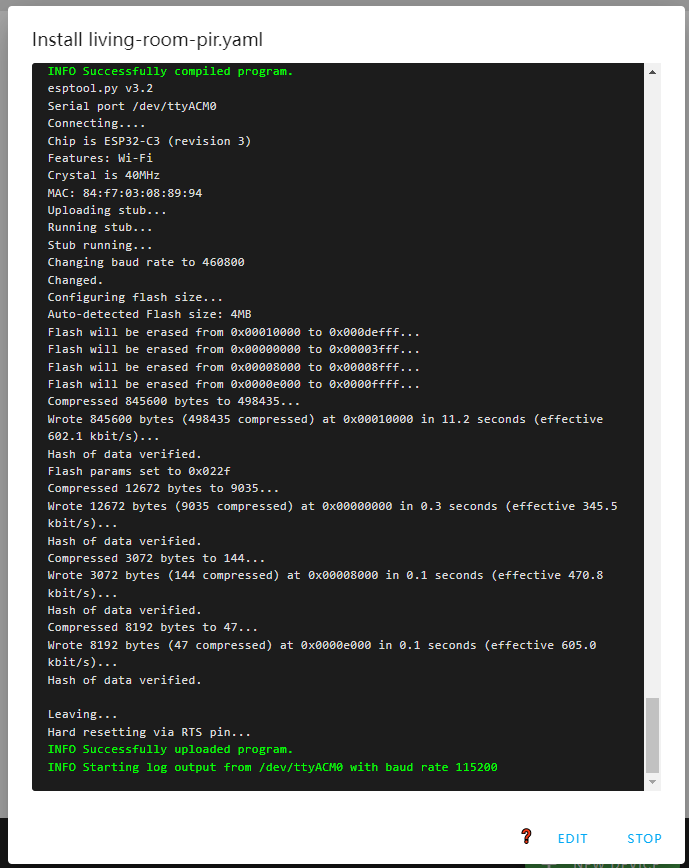 Install living-room-pir.yaml
INFO Successfully compiled program.
esptool.py v3.2
Serial port /dev/ttyACM0
Connecting....
Chip is ESP32-C3 (revision 3)
Features: Wi-Fi
Crystal is 40MHz
MAC: 84:f7:03:08:89:94
Uploading stub...
Running stub...
Stub running...
Changing baud rate to 460800
Changed.
Configuring flash size...
Auto-detected Flash size: 4MB
Flash will be erased from 0x00010000 to 0x000defff...
Flash will be erased from 0x00000000 to 0x00003fff...
Flash will be erased from 0x00008000 to 0x00008fff...
Flash will be erased from 0x0000e000 to 0x0000ffff...
Compressed 845600 bytes to 498435...
Wrote 845600 bytes (498435 compressed) at 0x00010000 in 11.2 seconds (effective
602.1 kbit/s)...
Hash of data verified.
Flash params set to 0x022f
Compressed 12672 bytes to 9035...
Wrote 12672 bytes (9035 compressed) at 0x00000000 in 0.3 seconds (effective 345.5
kbit/s)...
Hash of data verified.
Compressed 3072 bytes to 144...
Wrote 3072 bytes (144 compressed) at 0x00008000 in 0.1 seconds (effective 470.8
kbit/s)...
Hash of data verified.
Compressed 8192 bytes to 47...
Wrote 8192 bytes (47 compressed) at 0x0000e000 in 0.1 seconds (effective 605.0
kbit/s)...
Hash of data verified.
Leaving...
Hard resetting via RTS pin...
INFO Successfully uploaded program.
INFO Starting log output from /dev/ttyACM0 with baud rate 115200
? EDIT STOP
+ NEW DEVICE